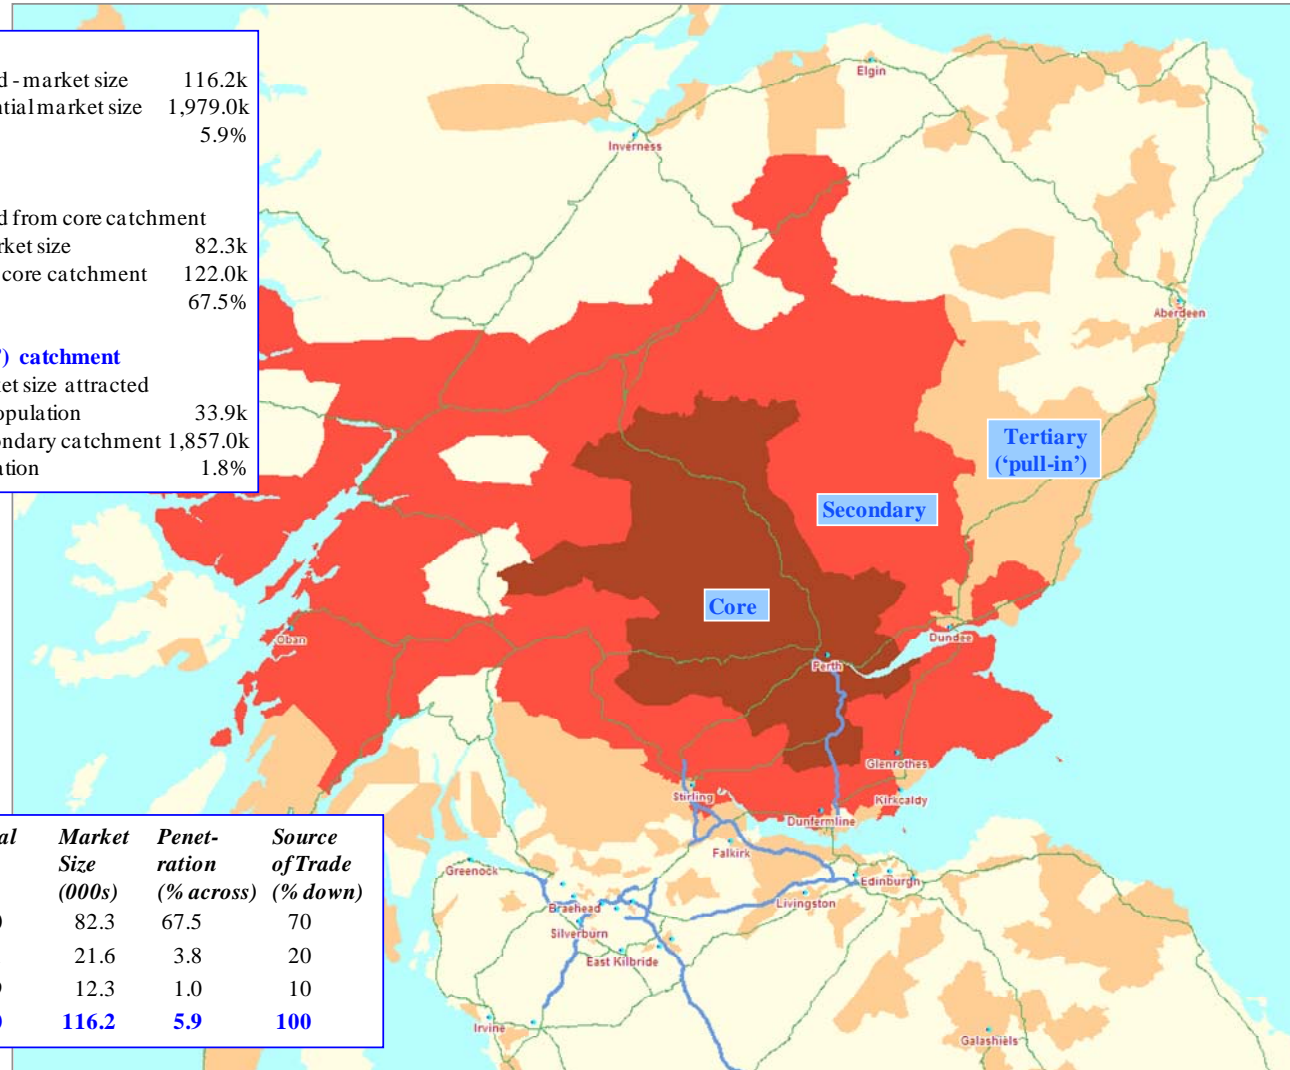 d - market size 116.2k
ntial market size 1,979.0k
5.9%
d from core catchment
rket size 82.3k
core catchment 122.0k
67.5%
') catchment
ket size attracted
opulation 33.9k
ondary catchment 1,857.0k
ation 1.8%
Elgin
Inverness
Aberdeen
Tertiary
('pull-in')
Secondary
Core
Oban
Dundee
Perth
Glenrothes
Stirling
Kirkcaldy
Dunfermline
Falkirk
Greenock
Edinburgh
Livingston
Braehead
Silverburn
East Kilbride
Irvine
Galashiels
al Market Penet- Source
Size ration of Trade
(000s) (% across) (% down)
0 82.3 67.5 70
21.6 3.8 20
9 12.3 1.0 10
0 116.2 5.9 100